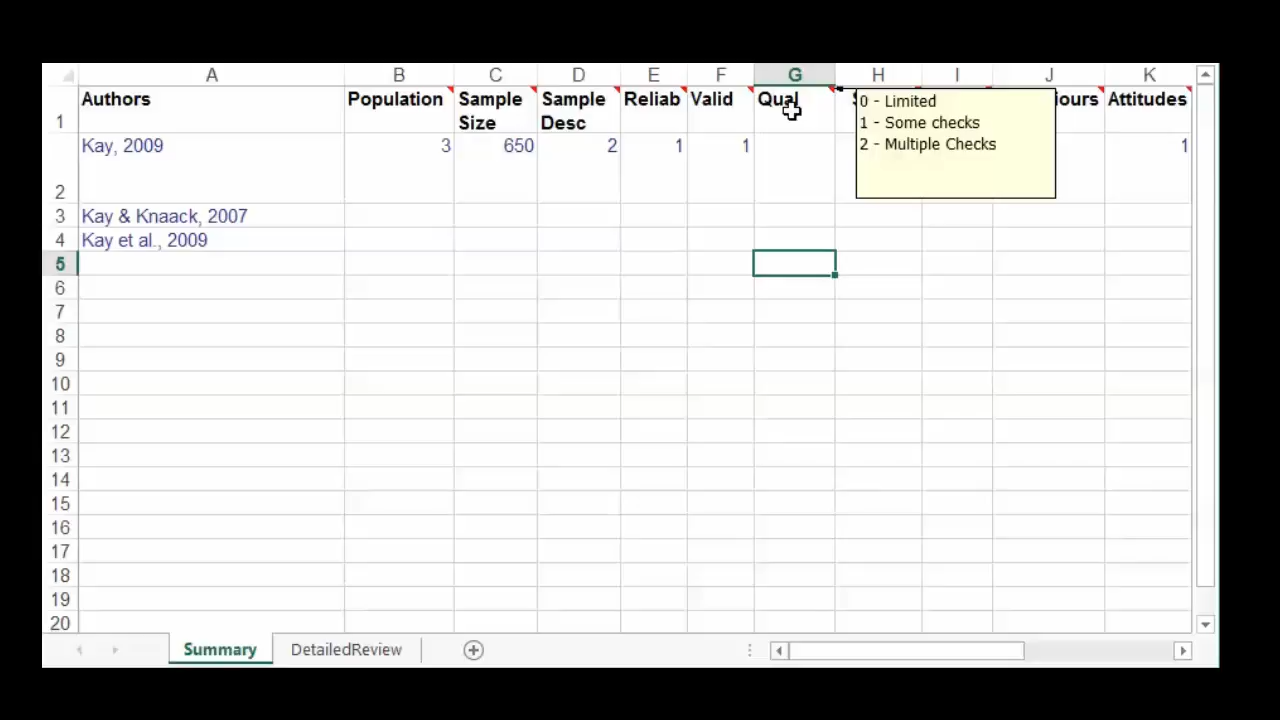 A B C D E F G H I J K
Authors Population Sample Size Sample Desc Reliab Valid Qual iours Attitudes
0 - Limited
1 - Some checks
2 - Multiple Checks
1
Kay, 2009 3 650 2 1 1 1
2
3 Kay & Knaack, 2007
4 Kay et al., 2009
5
6
7
8
9
10
11
12
13
14
15
16
17
18
19
20
Summary DetailedReview